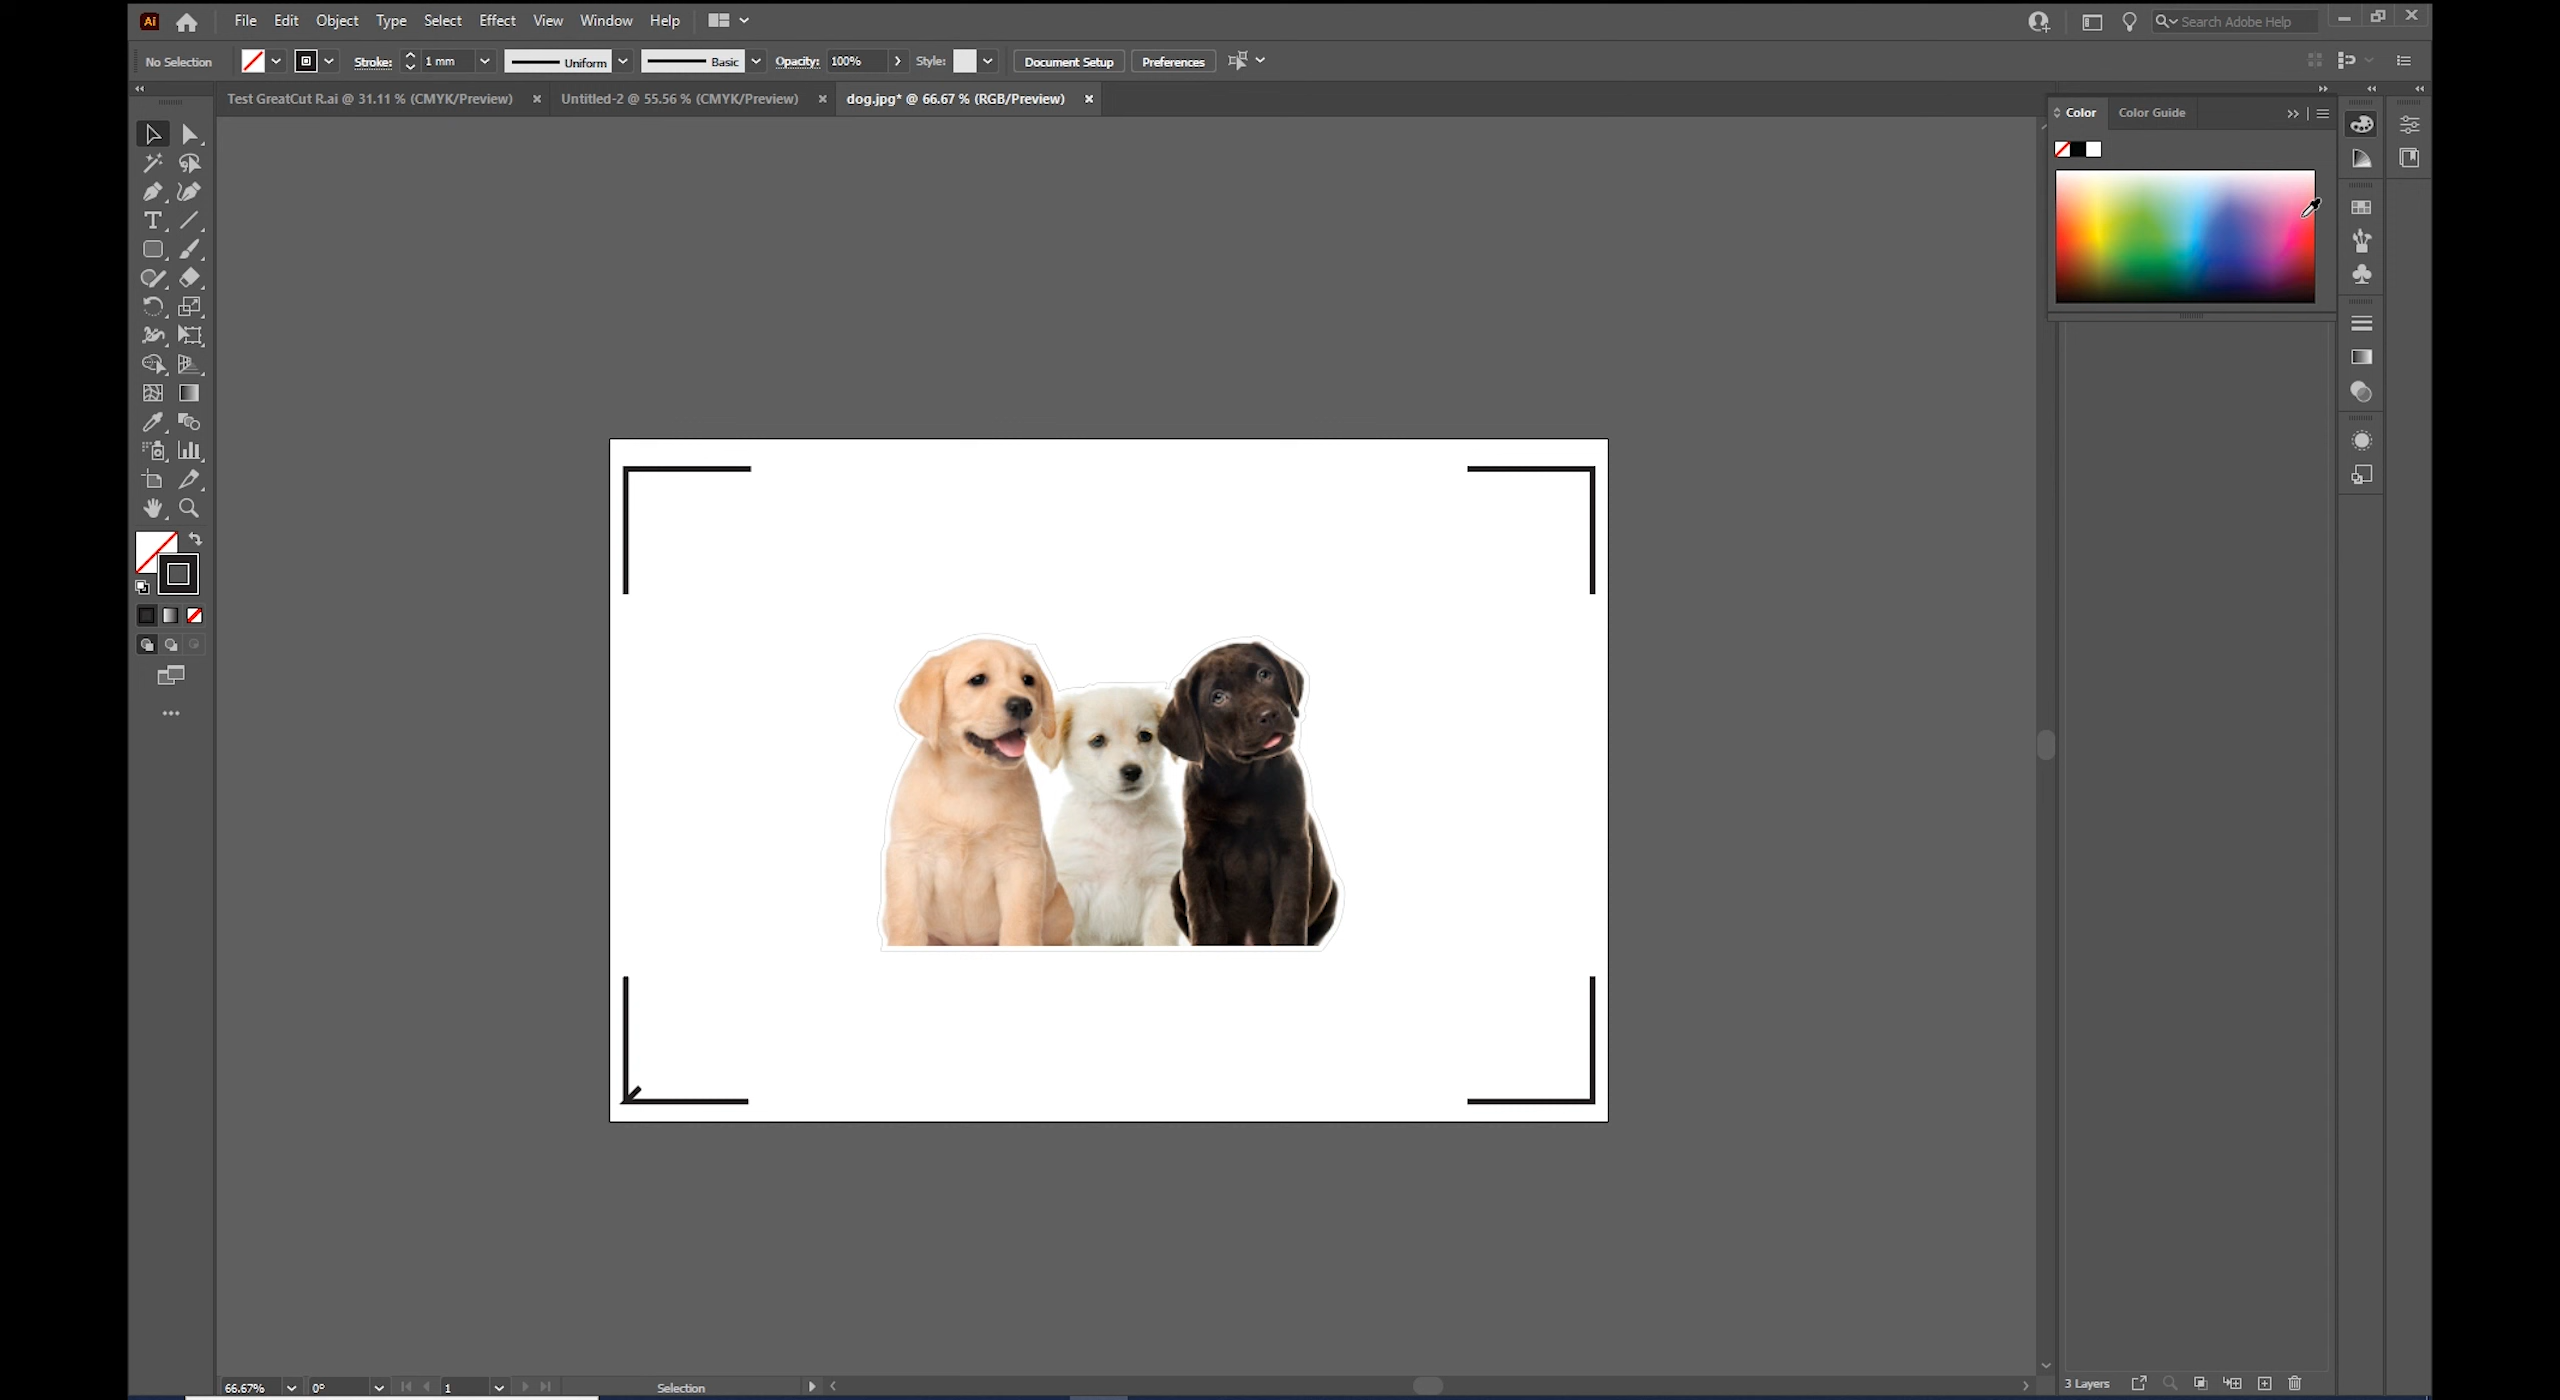 Ai File Edit Object Type Select Effect View Window Help Search Adobe Help
No Selection Stroke: 1 mm Uniform Basic Opacity: 100% Style: Document Setup Preferences
Test GreatCut R.ai @ 31.11 % (CMYK/Preview) Untitled-2 @ 55.56 % (CMYK/Preview) dog.jpg* @ 66.67 % (RGB/Preview)
Color Color Guide
66.67% 0° 1 Selection 3 Layers